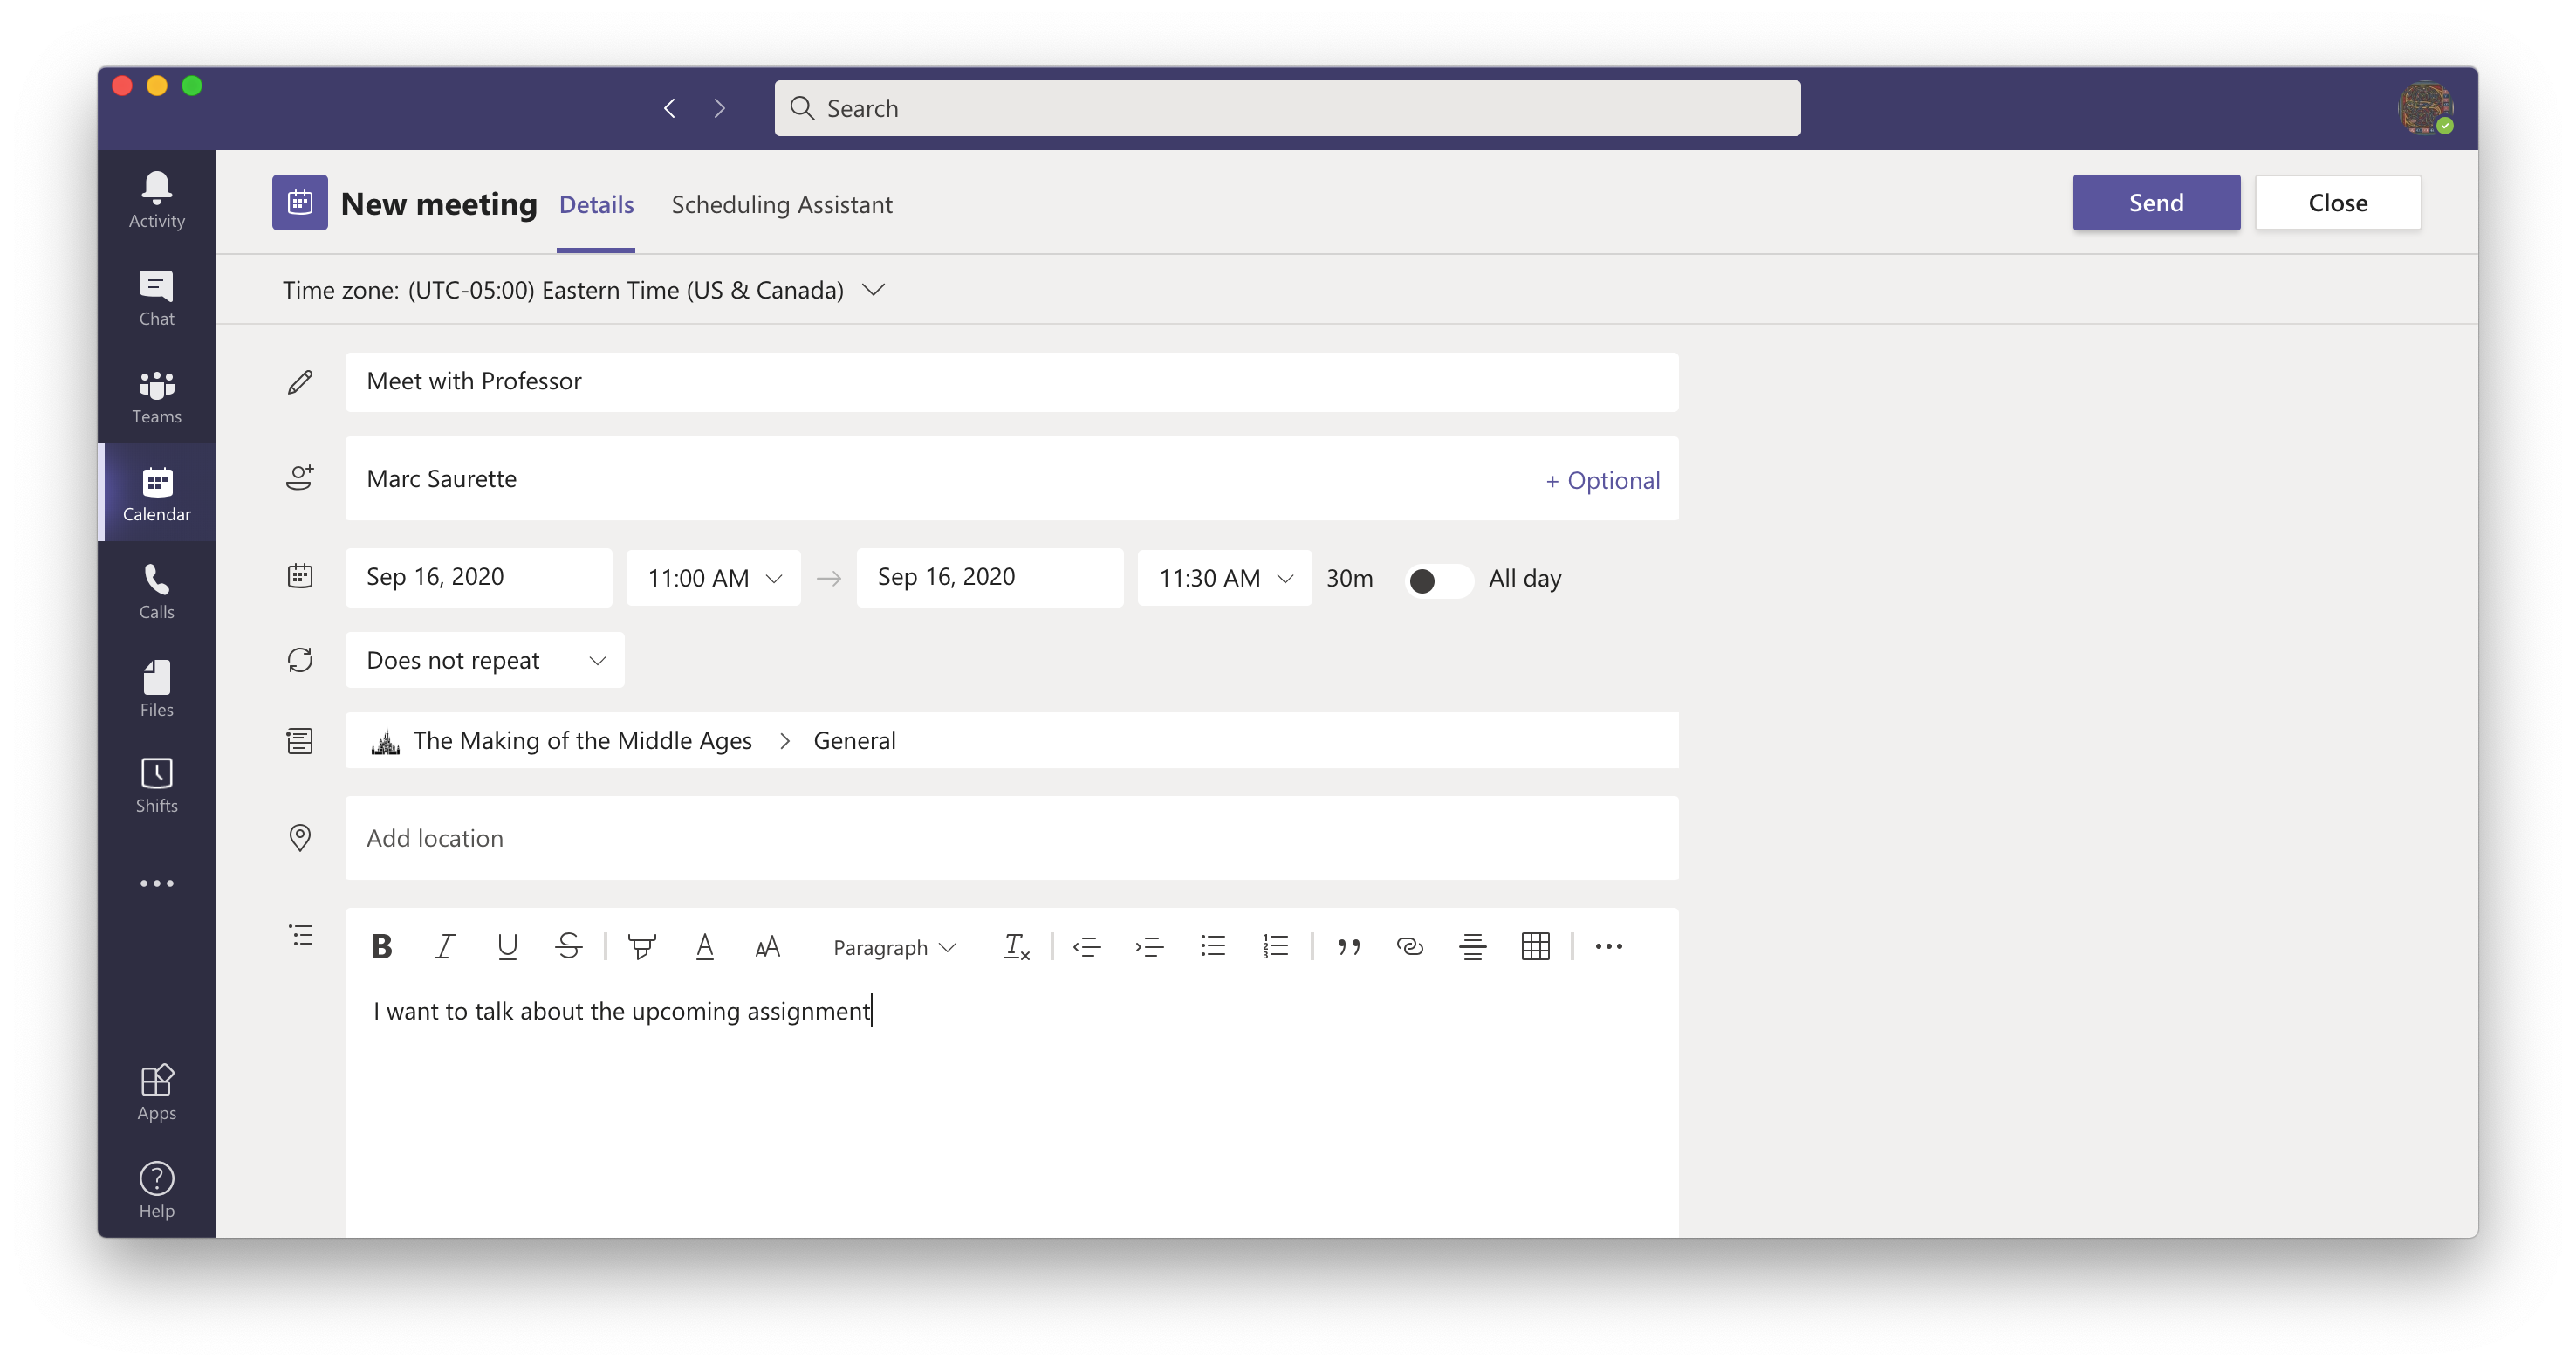 Search
Activity
Chat
Teams
Calendar
Calls
Files
Shifts
Apps
Help
New meeting Details Scheduling Assistant Send Close
Time zone: (UTC-05:00) Eastern Time (US & Canada)
Meet with Professor
Marc Saurette + Optional
Sep 16, 2020 11:00 AM → Sep 16, 2020 11:30 AM 30m All day
Does not repeat
The Making of the Middle Ages > General
Add location
B I U S A AA Paragraph Tx
I want to talk about the upcoming assignment